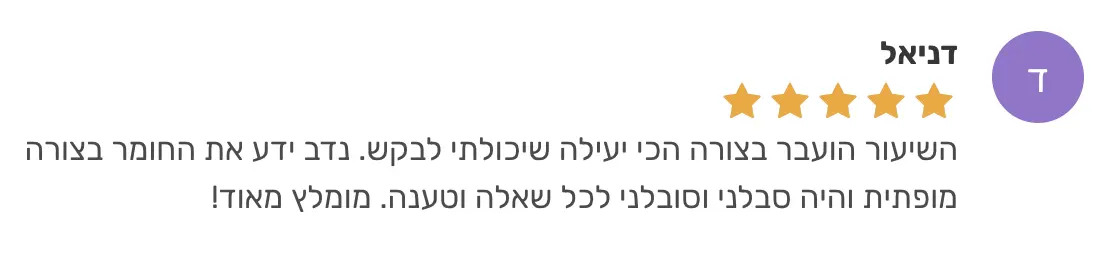 ד
דניאל
השיעור הועבר בצורה הכי יעילה שיכולתי לבקש. נדב ידע את החומר בצורה
מופתית והיה סבלני וסובלני לכל שאלה וטענה. מומלץ מאוד!